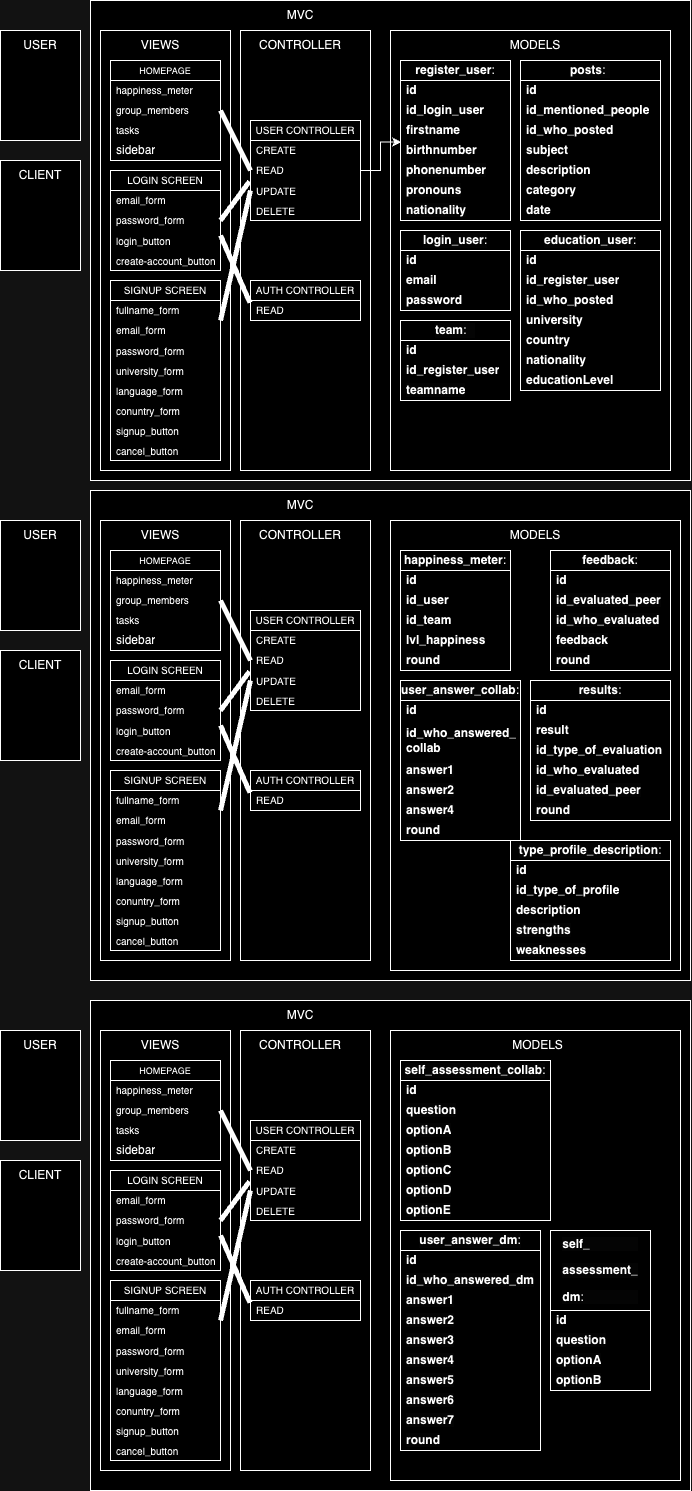 MVC
USER
CLIENT
VIEWS
HOMEPAGE
happiness_meter
group_members
tasks
sidebar
LOGIN SCREEN
email_form
password_form
login_button
create-account_button
SIGNUP SCREEN
fullname_form
email_form
password_form
university_form
language_form
conuntry_form
signup_button
cancel_button
CONTROLLER
USER CONTROLLER
CREATE
READ
UPDATE
DELETE
AUTH CONTROLLER
READ
MODELS
register_user:
id
id_login_user
firstname
birthnumber
phonenumber
pronouns
nationality
login_user:
id
email
password
team:
id
id_register_user
teamname
posts:
id
id_mentioned_people
id_who_posted
subject
description
category
date
education_user:
id
id_register_user
id_who_posted
university
country
nationality
educationLevel
MVC
USER
CLIENT
VIEWS
HOMEPAGE
happiness_meter
group_members
tasks
sidebar
LOGIN SCREEN
email_form
password_form
login_button
create-account_button
SIGNUP SCREEN
fullname_form
email_form
password_form
university_form
language_form
conuntry_form
signup_button
cancel_button
CONTROLLER
USER CONTROLLER
CREATE
READ
UPDATE
DELETE
AUTH CONTROLLER
READ
MODELS
happiness_meter:
id
id_user
id_team
lvl_happiness
round
feedback:
id
id_evaluated_peer
id_who_evaluated
feedback
round
user_answer_collab:
id
id_who_answered_
collab
answer1
answer2
answer4
round
results:
id
result
id_type_of_evaluation
id_who_evaluated
id_evaluated_peer
round
type_profile_description:
id
id_type_of_profile
description
strengths
weaknesses
MVC
USER
CLIENT
VIEWS
HOMEPAGE
happiness_meter
group_members
tasks
sidebar
LOGIN SCREEN
email_form
password_form
login_button
create-account_button
SIGNUP SCREEN
fullname_form
email_form
password_form
university_form
language_form
conuntry_form
signup_button
cancel_button
CONTROLLER
USER CONTROLLER
CREATE
READ
UPDATE
DELETE
AUTH CONTROLLER
READ
MODELS
self_assessment_collab:
id
question
optionA
optionB
optionC
optionD
optionE
user_answer_dm:
id
id_who_answered_dm
answer1
answer2
answer3
answer4
answer5
answer6
answer7
round
self_
assessment_
dm:
id
question
optionA
optionB